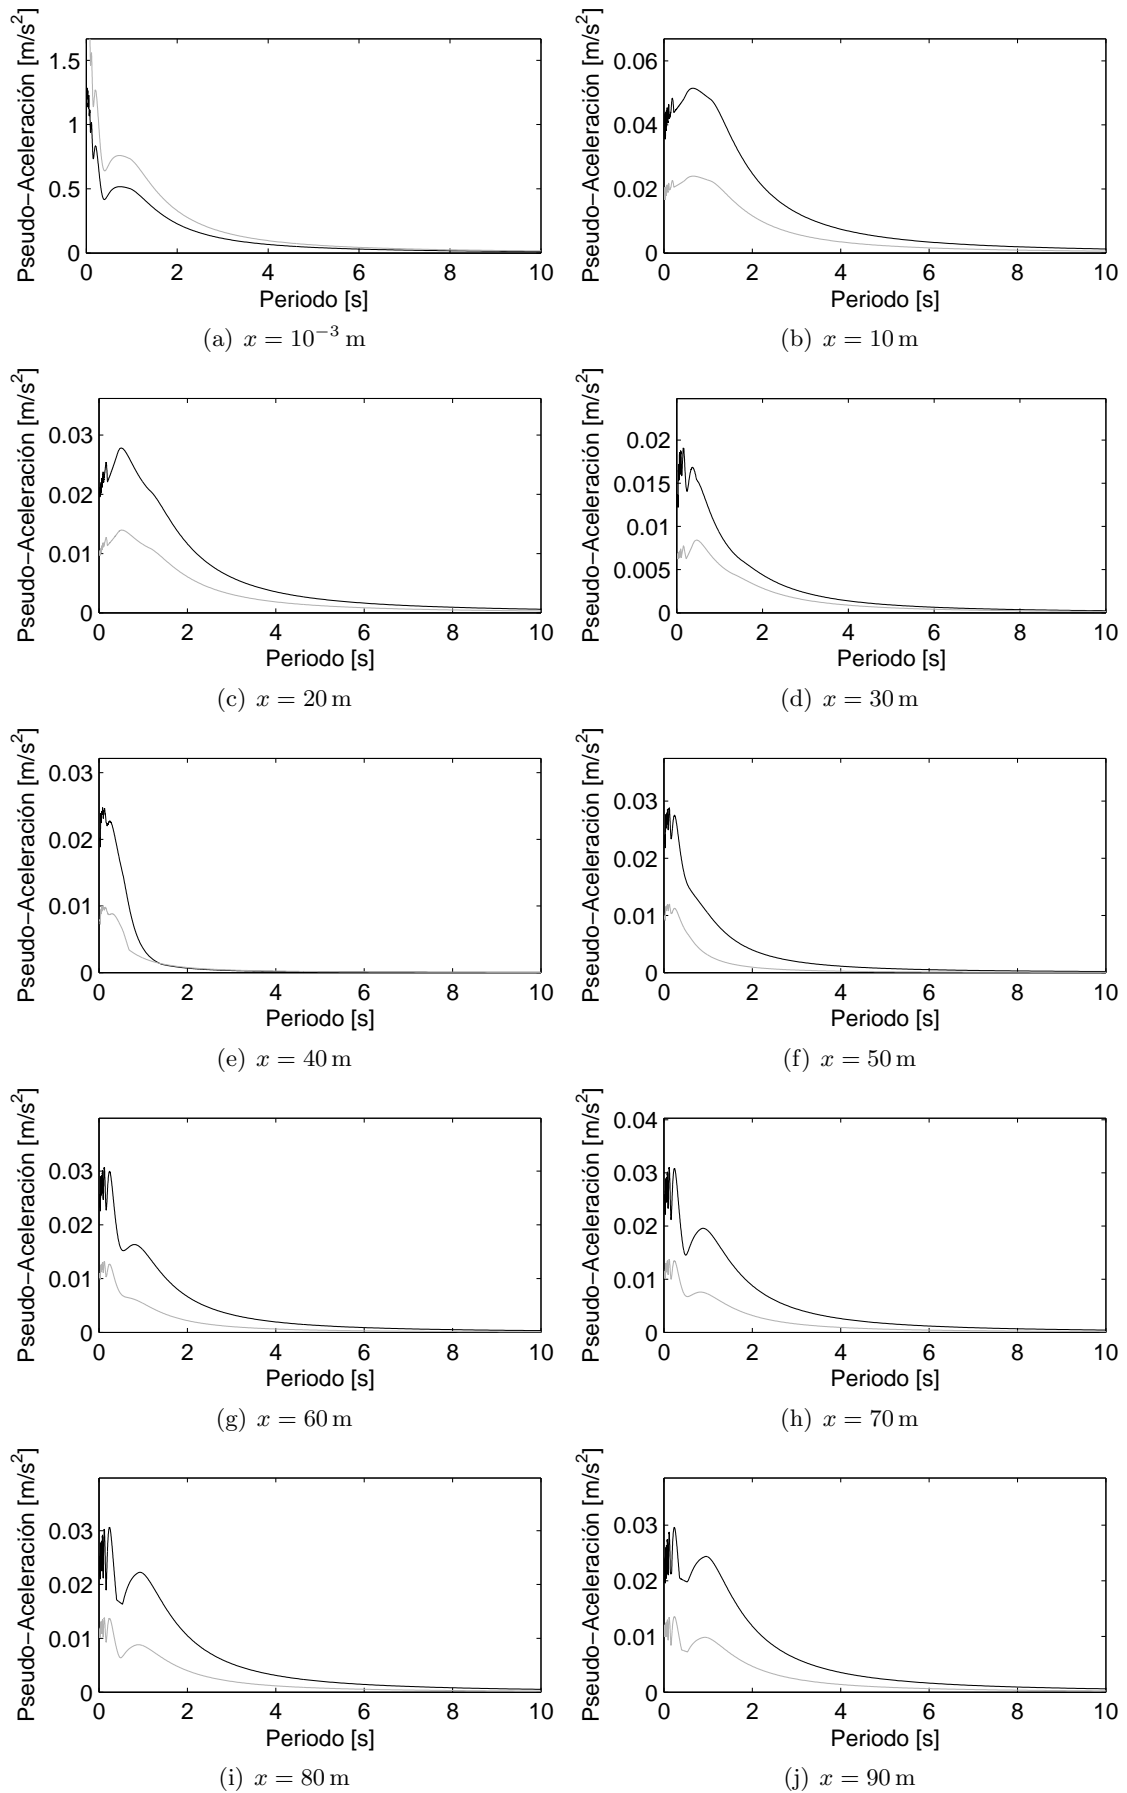 Pseudo−Aceleración [m/s²]
1.5
1
0.5
0
0 2 4 6 8 10
Periodo [s]
(a) x = 10⁻³ m
Pseudo−Aceleración [m/s²]
0.06
0.04
0.02
0
0 2 4 6 8 10
Periodo [s]
(b) x = 10 m
Pseudo−Aceleración [m/s²]
0.03
0.02
0.01
0
0 2 4 6 8 10
Periodo [s]
(c) x = 20 m
Pseudo−Aceleración [m/s²]
0.02
0.015
0.01
0.005
0
0 2 4 6 8 10
Periodo [s]
(d) x = 30 m
Pseudo−Aceleración [m/s²]
0.03
0.02
0.01
0
0 2 4 6 8 10
Periodo [s]
(e) x = 40 m
Pseudo−Aceleración [m/s²]
0.03
0.02
0.01
0
0 2 4 6 8 10
Periodo [s]
(f) x = 50 m
Pseudo−Aceleración [m/s²]
0.03
0.02
0.01
0
0 2 4 6 8 10
Periodo [s]
(g) x = 60 m
Pseudo−Aceleración [m/s²]
0.04
0.03
0.02
0.01
0
0 2 4 6 8 10
Periodo [s]
(h) x = 70 m
Pseudo−Aceleración [m/s²]
0.03
0.02
0.01
0
0 2 4 6 8 10
Periodo [s]
(i) x = 80 m
Pseudo−Aceleración [m/s²]
0.03
0.02
0.01
0
0 2 4 6 8 10
Periodo [s]
(j) x = 90 m